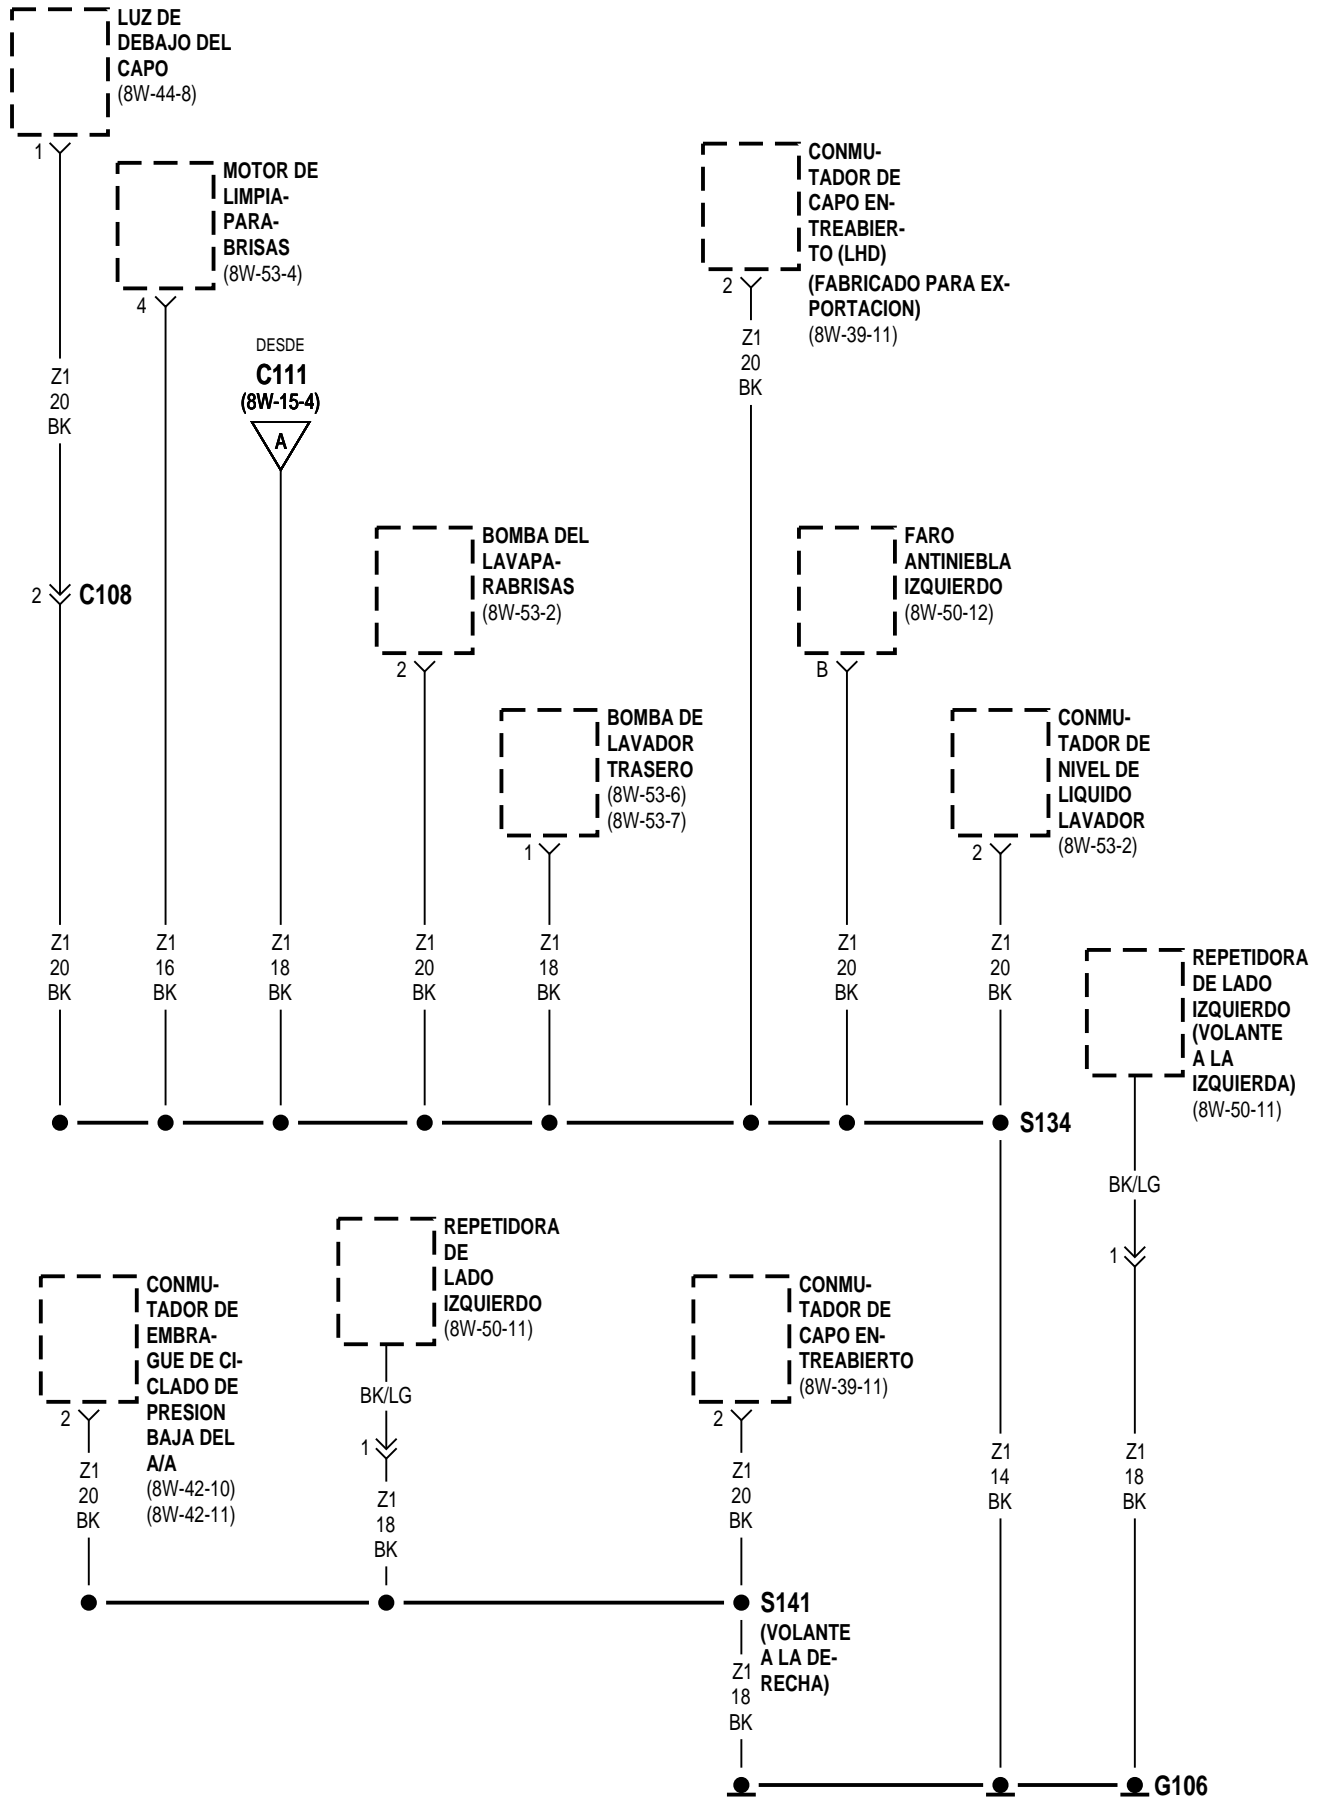 LUZ DE
DEBAJO DEL
CAPO
(8W-44-8)
1
MOTOR DE
LIMPIA-
PARA-
BRISAS
(8W-53-4)
4
CONMU-
TADOR DE
CAPO EN-
TREABIER-
TO (LHD)
(FABRICADO PARA EX-
PORTACION)
(8W-39-11)
2
Z1
20
BK
DESDE
C111
(8W-15-4)
A
Z1
20
BK
2
C108
BOMBA DEL
LAVAPA-
RABRISAS
(8W-53-2)
2
FARO
ANTINIEBLA
IZQUIERDO
(8W-50-12)
B
BOMBA DE
LAVADOR
TRASERO
(8W-53-6)
(8W-53-7)
1
CONMU-
TADOR DE
NIVEL DE
LIQUIDO
LAVADOR
(8W-53-2)
2
Z1
20
BK
Z1
16
BK
Z1
18
BK
Z1
20
BK
Z1
18
BK
Z1
20
BK
Z1
20
BK
REPETIDORA
DE LADO
IZQUIERDO
(VOLANTE
A LA
IZQUIERDA)
(8W-50-11)
S134
BK/LG
1
CONMU-
TADOR DE
EMBRA-
GUE DE CI-
CLADO DE
PRESION
BAJA DEL
A/A
(8W-42-10)
(8W-42-11)
2
Z1
20
BK
REPETIDORA
DE
LADO
IZQUIERDO
(8W-50-11)
BK/LG
1
Z1
18
BK
CONMU-
TADOR DE
CAPO EN-
TREABIERTO
(8W-39-11)
2
Z1
20
BK
Z1
14
BK
Z1
18
BK
S141
(VOLANTE
A LA DE-
RECHA)
Z1
18
BK
G106